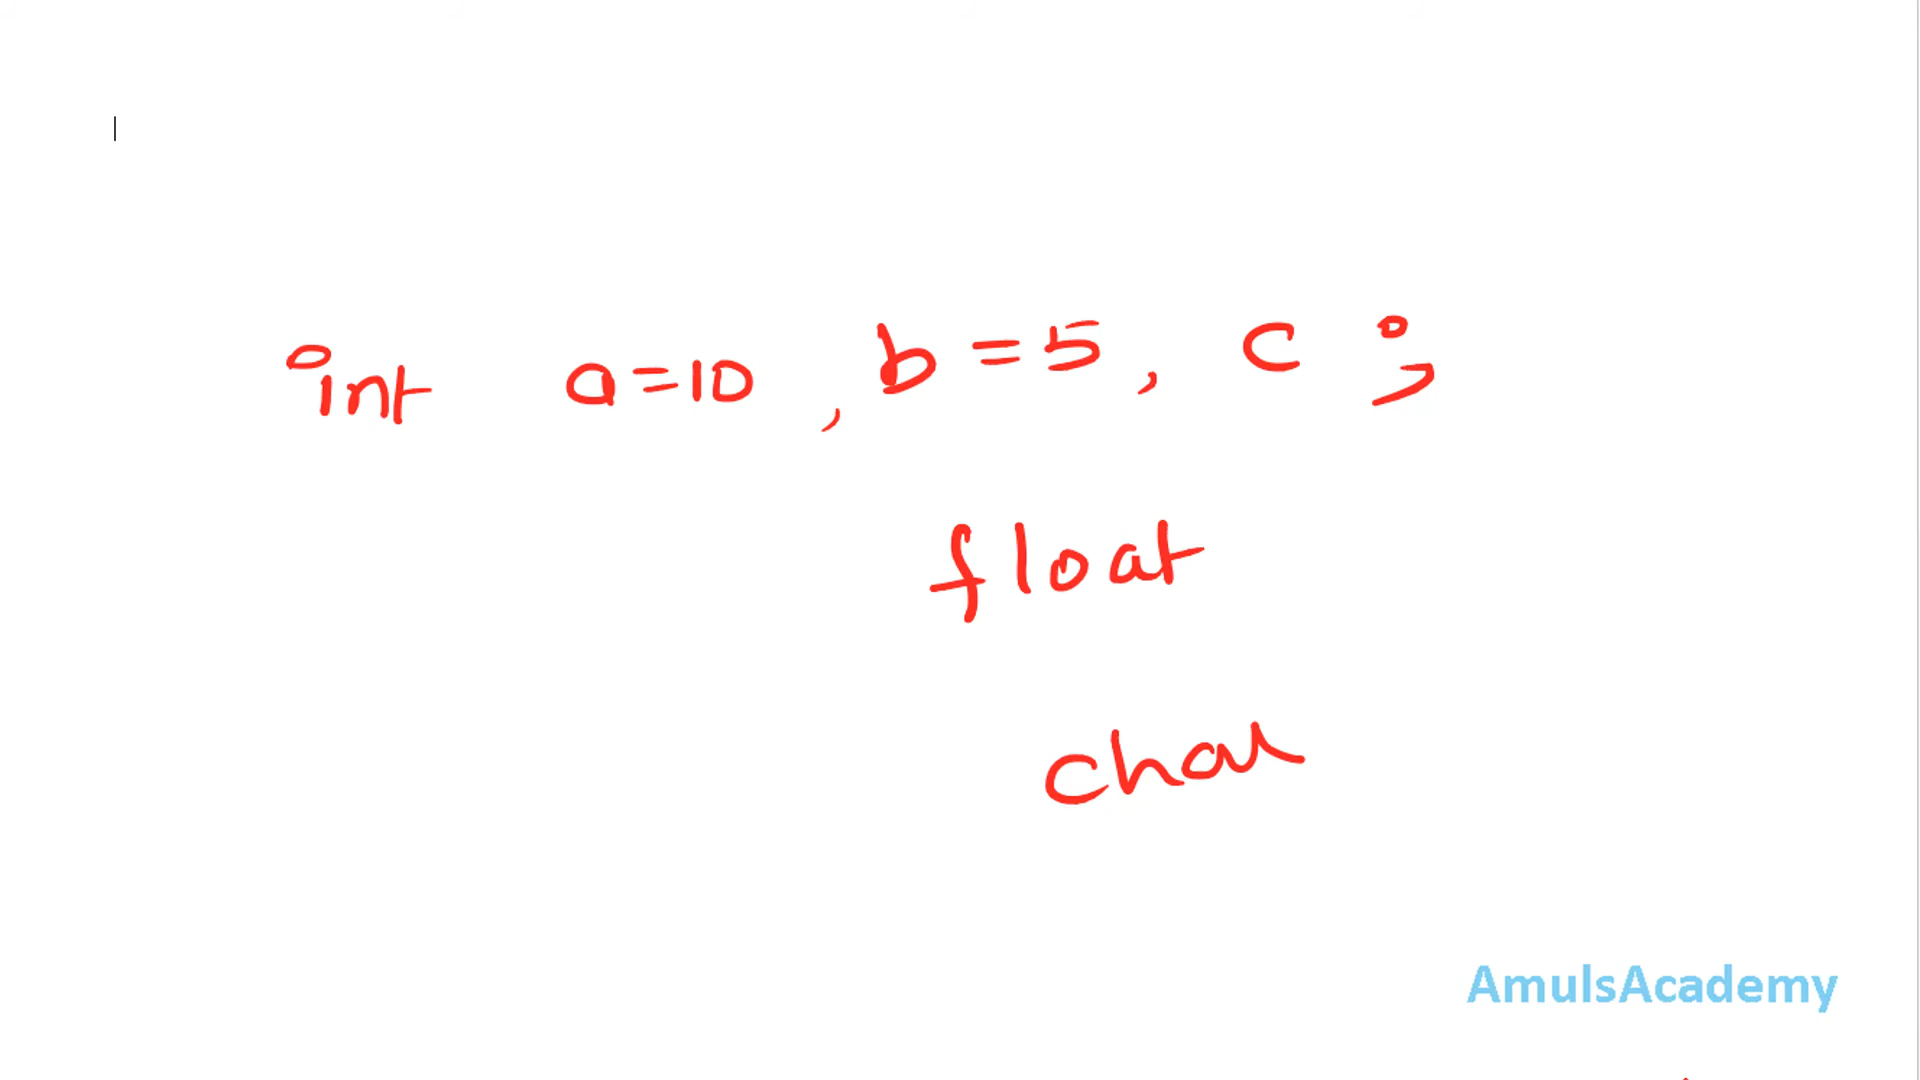 int a=10, b=5, c;
float
char
AmulsAcademy